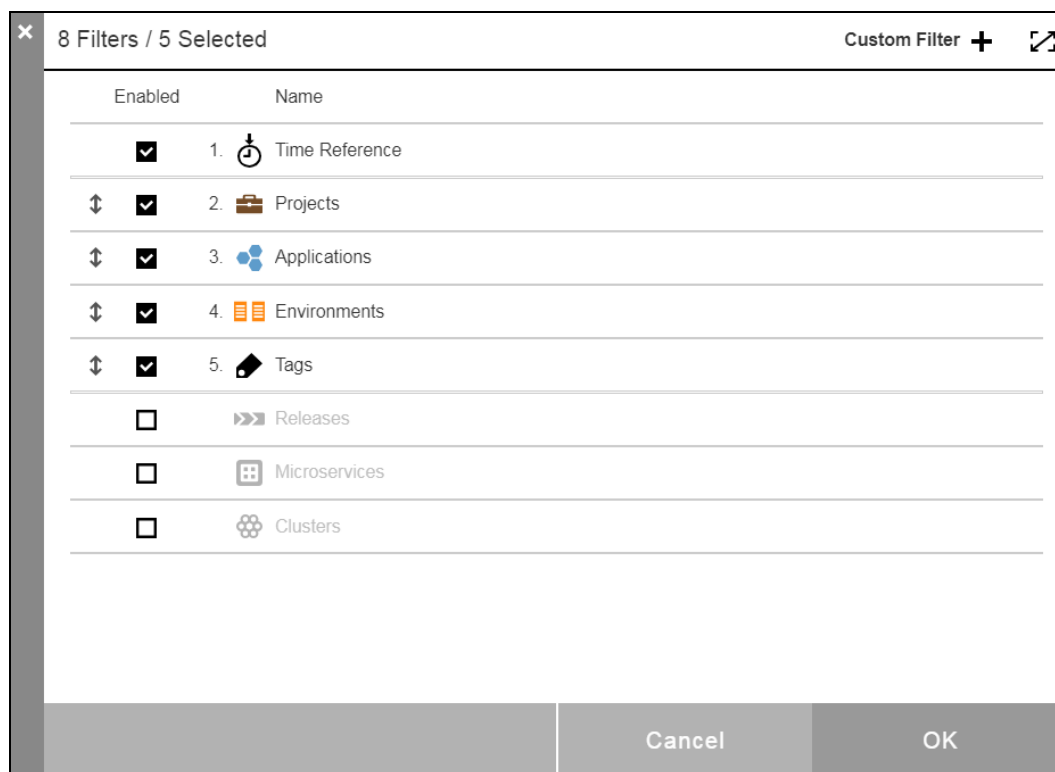 8 Filters / 5 Selected Custom Filter
Enabled Name
1. Time Reference
2. Projects
3. Applications
4. Environments
5. Tags
Releases
Microservices
Clusters
Cancel OK